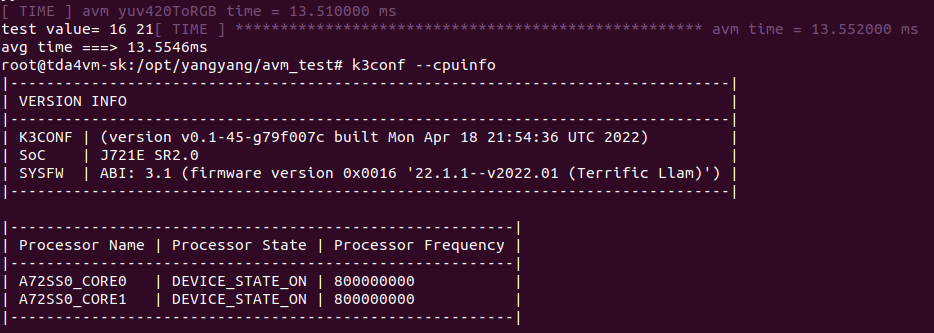 [ TIME ] avm yuv420ToRGB time = 13.510000 ms
test value= 16 21[ TIME ] **************************************************** avm time = 13.552000 ms
avg time ===> 13.5546ms
root@tda4vm-sk:/opt/yangyang/avm_test# k3conf --cpuinfo
|--------------------------------------------------------------------------------|
| VERSION INFO                                                                   |
|--------------------------------------------------------------------------------|
| K3CONF | (version v0.1-45-g79f007c built Mon Apr 18 21:54:36 UTC 2022)         |
| SoC    | J721E SR2.0                                                           |
| SYSFW  | ABI: 3.1 (firmware version 0x0016 '22.1.1--v2022.01 (Terrific Llam)') |
|--------------------------------------------------------------------------------|
|--------------------------------------------------------|
| Processor Name | Processor State | Processor Frequency |
|--------------------------------------------------------|
| A72SS0_CORE0   | DEVICE_STATE_ON | 800000000           |
| A72SS0_CORE1   | DEVICE_STATE_ON | 800000000           |
|--------------------------------------------------------|